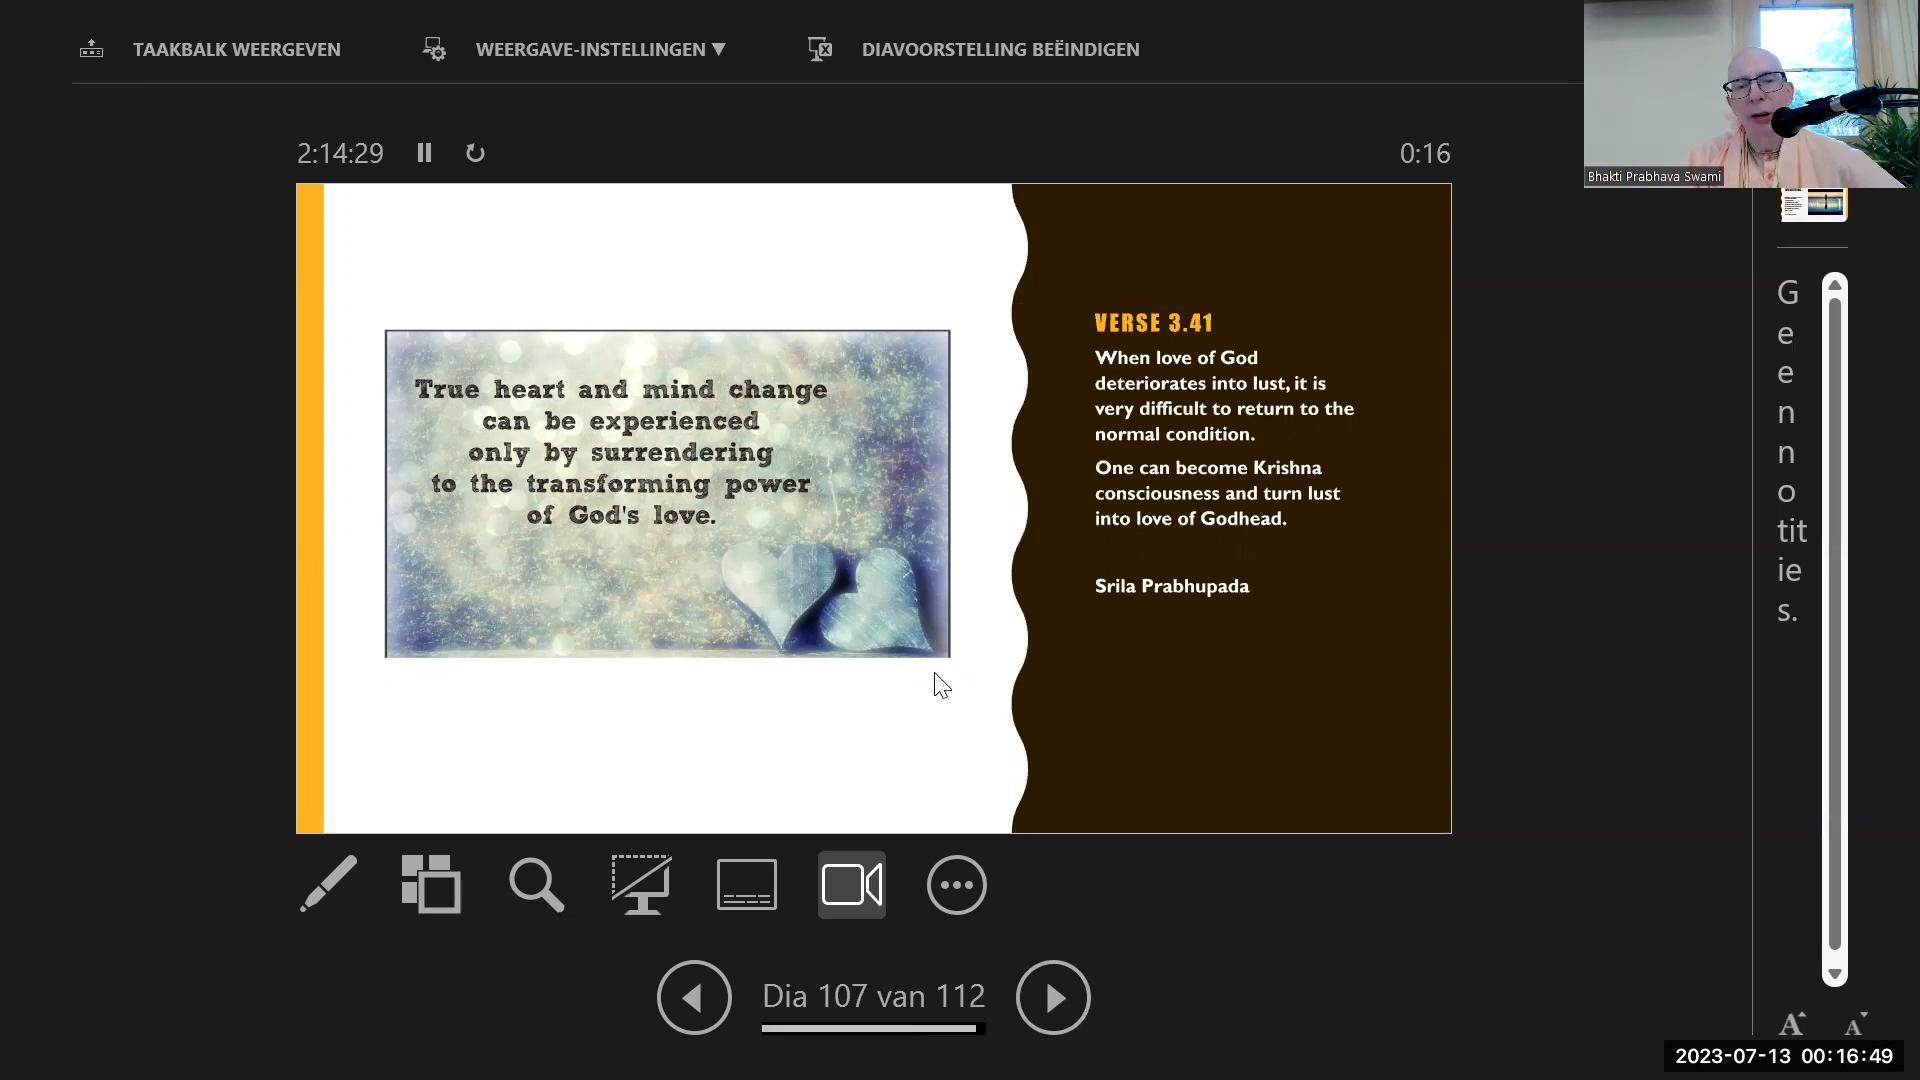 TAAKBALK WEERGEVEN
WEERGAVE-INSTELLINGEN ▼
DIAVOORSTELLING BEËINDIGEN
Bhakti Prabhava Swami
2:14:29
0:16
True heart and mind change
can be experienced
only by surrendering
to the transforming power
of God's love.
VERSE 3.41
When love of God
deteriorates into lust, it is
very difficult to return to the
normal condition.
One can become Krishna
consciousness and turn lust
into love of Godhead.
Srila Prabhupada
G
e
e
n
n
o
tit
ie
s.
Dia 107 van 112
A A
2023-07-13 00:16:49